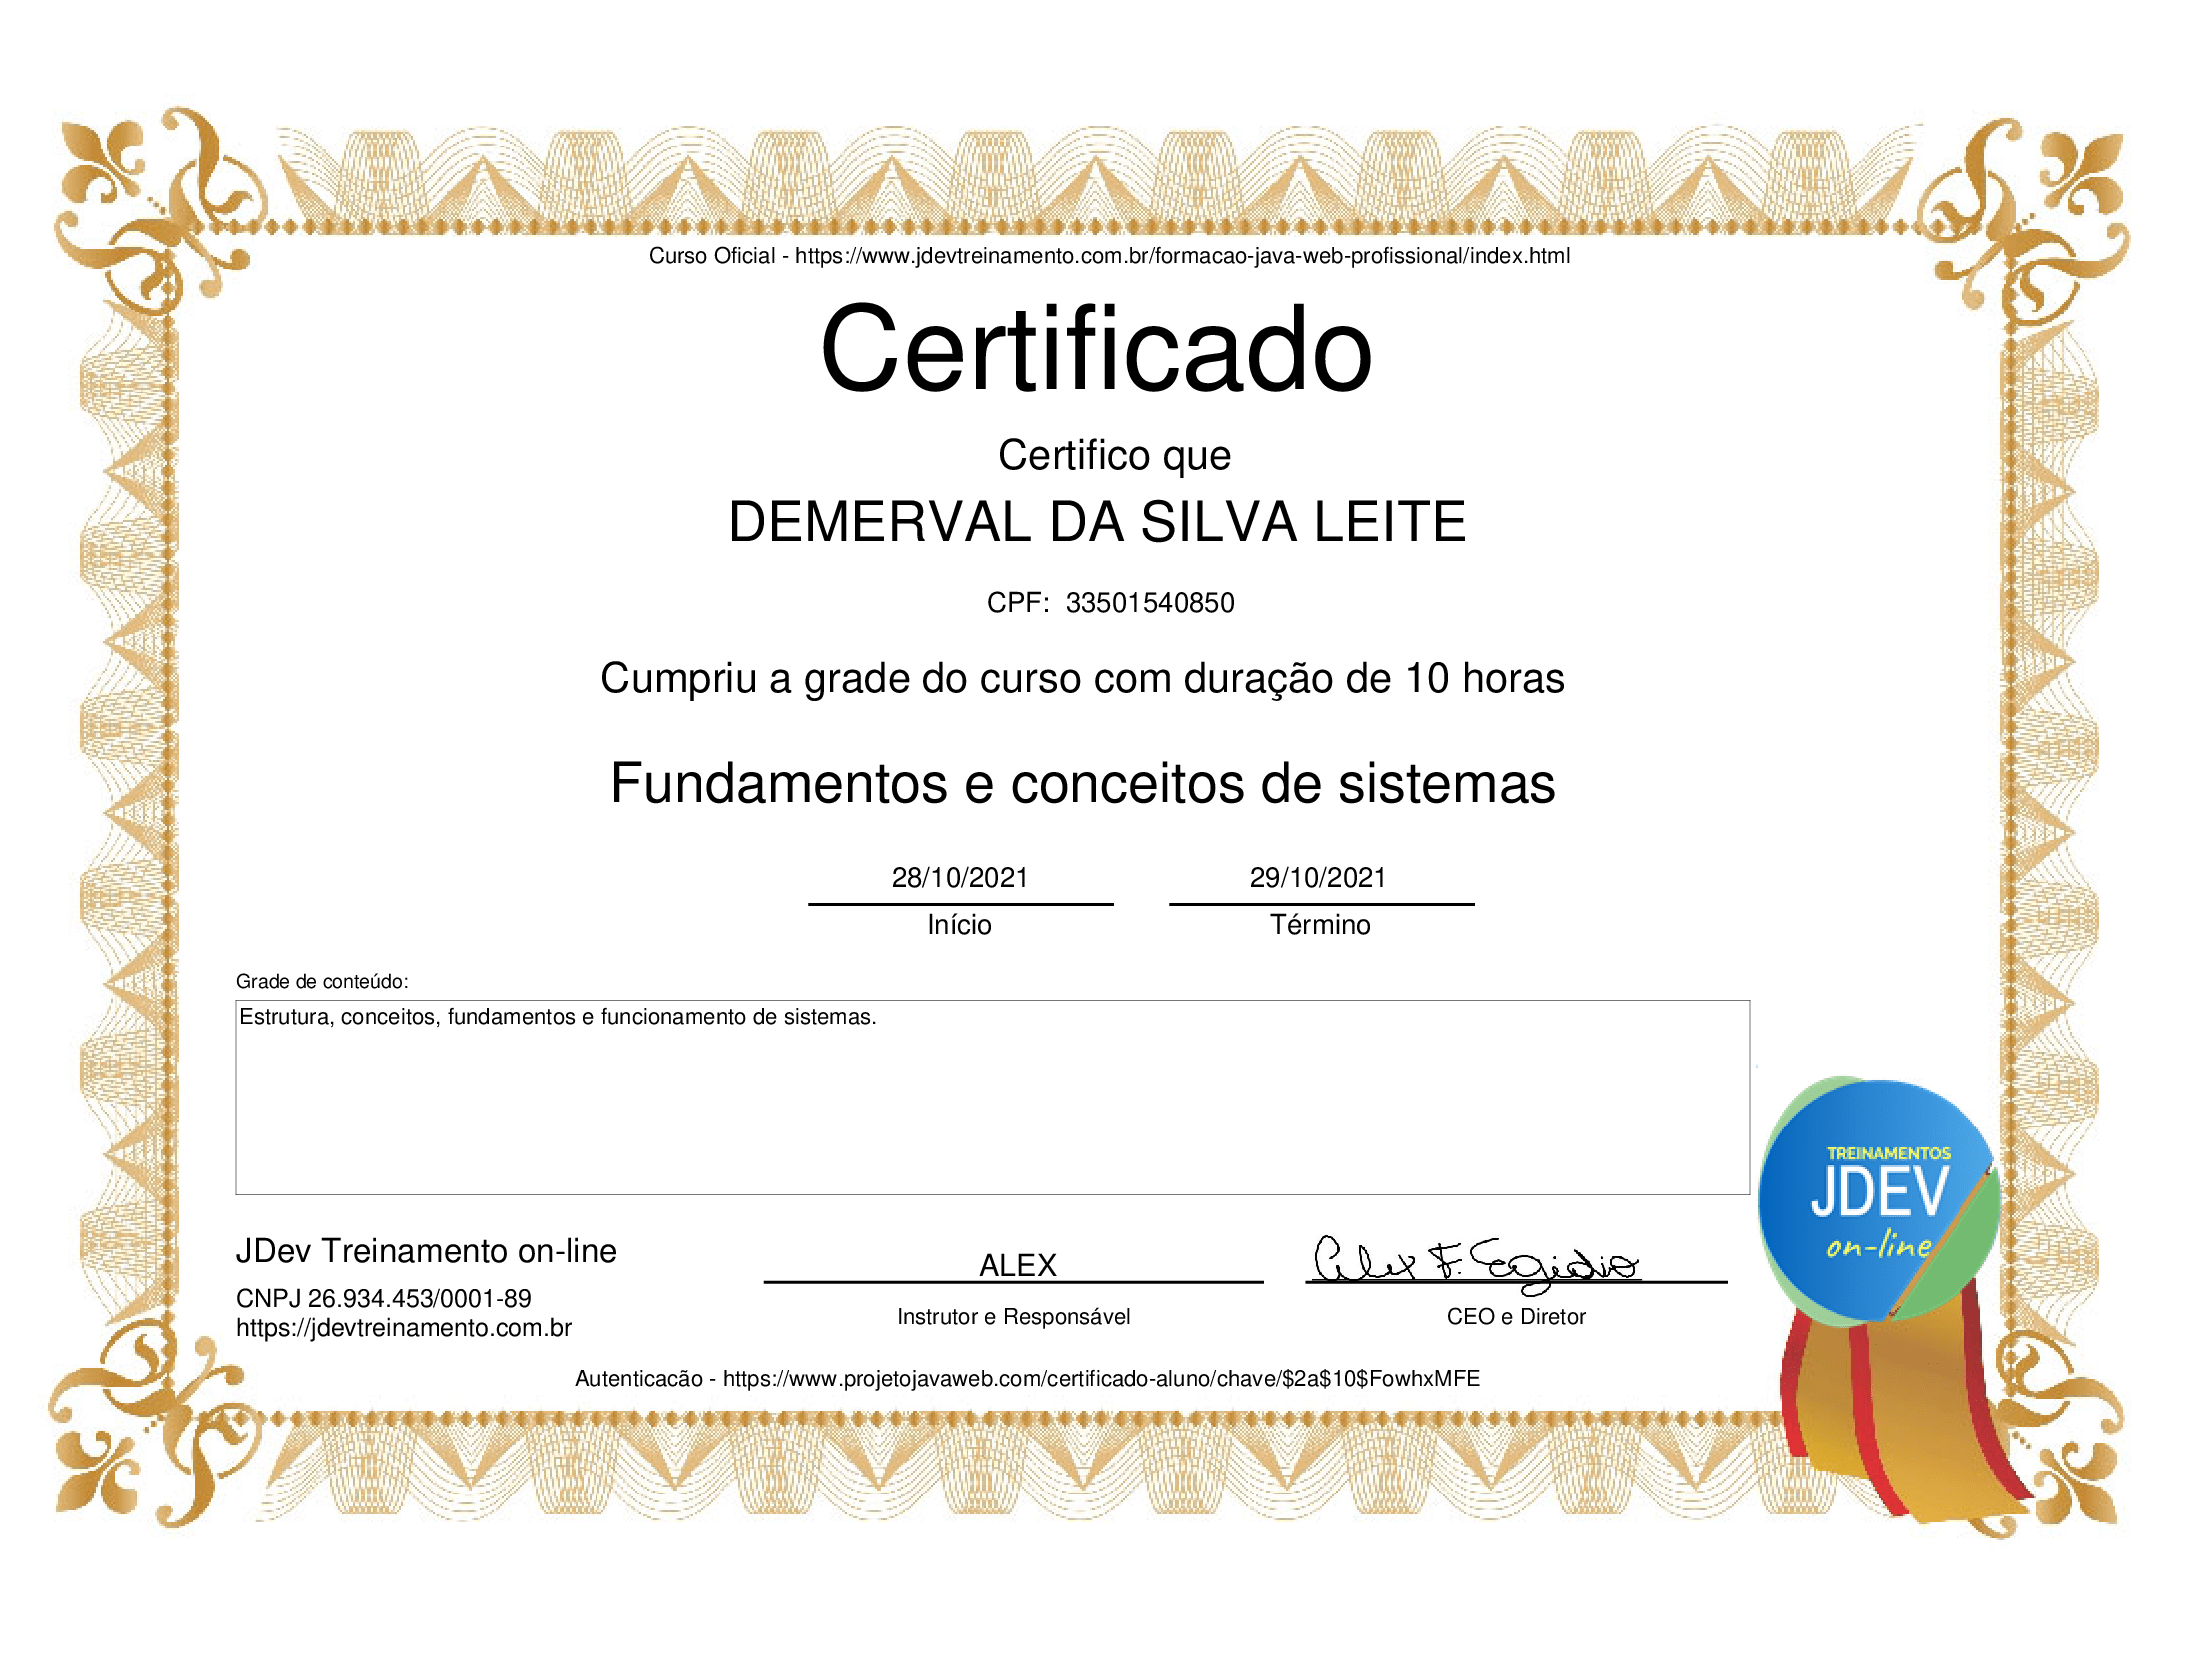 Curso Oficial - https://www.jdevtreinamento.com.br/formacao-java-web-profissional/index.html
Certificado
Certifico que
DEMERVAL DA SILVA LEITE
CPF: 33501540850
Cumpriu a grade do curso com duração de 10 horas
Fundamentos e conceitos de sistemas
28/10/2021 29/10/2021
Início Término
Grade de conteúdo:
Estrutura, conceitos, fundamentos e funcionamento de sistemas.
TREINAMENTOS
JDEV
on-line
JDev Treinamento on-line
ALEX Alex F. Egidio
CNPJ 26.934.453/0001-89
Instrutor e Responsável CEO e Diretor
https://jdevtreinamento.com.br
Autenticacão - https://www.projetojavaweb.com/certificado-aluno/chave/$2a$10$FowhxMFE